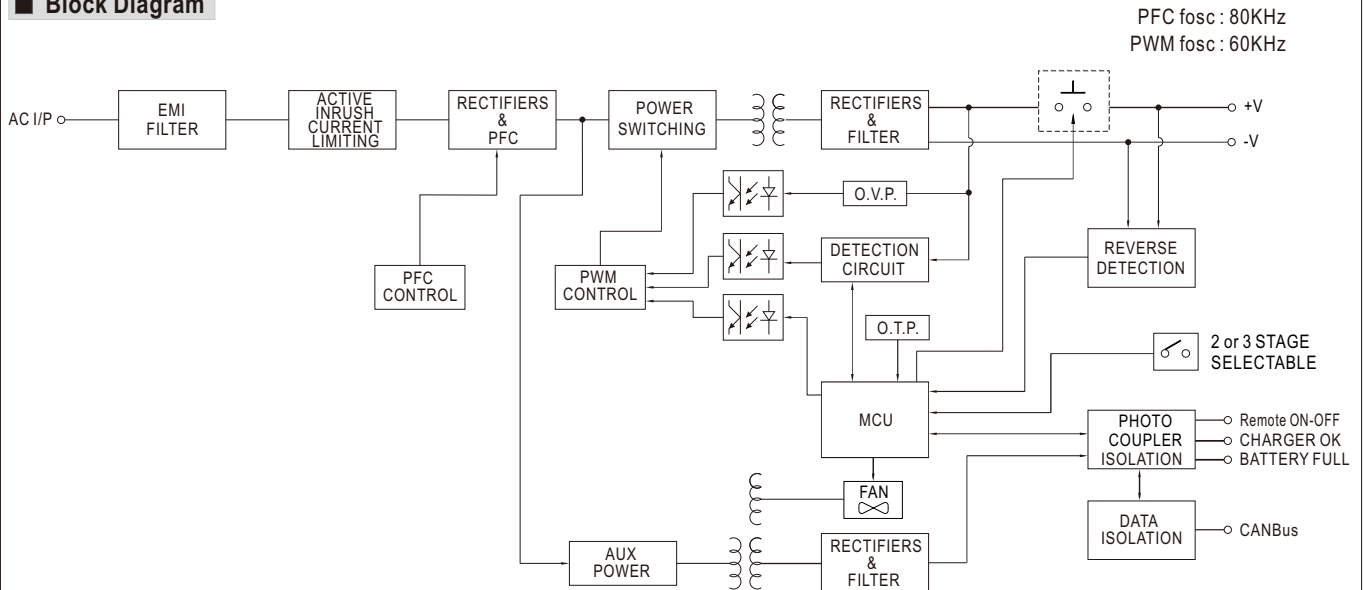 ■ Block Diagram
PFC fosc : 80KHz
PWM fosc : 60KHz
AC I/P
EMI
FILTER
ACTIVE
INRUSH
CURRENT
LIMITING
RECTIFIERS
&
PFC
POWER
SWITCHING
RECTIFIERS
&
FILTER
+V
-V
O.V.P.
PFC
CONTROL
PWM
CONTROL
DETECTION
CIRCUIT
REVERSE
DETECTION
O.T.P.
2 or 3 STAGE
SELECTABLE
MCU
PHOTO
COUPLER
ISOLATION
Remote ON-OFF
CHARGER OK
BATTERY FULL
FAN
DATA
ISOLATION
CANBus
AUX
POWER
RECTIFIERS
&
FILTER